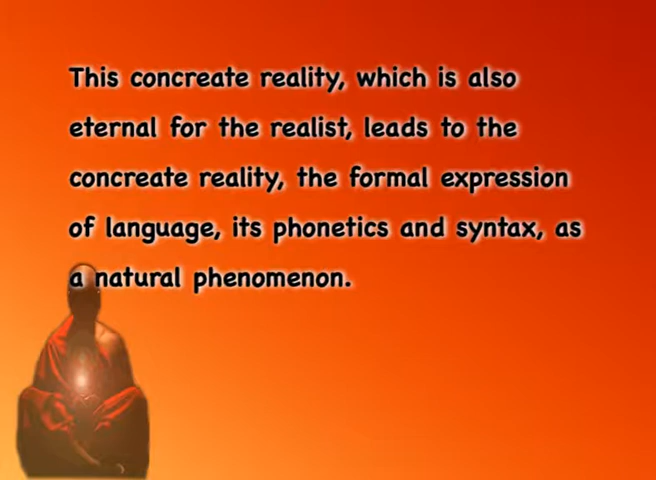 This concreate reality, which is also
eternal for the realist, leads to the
concreate reality, the formal expression
of language, its phonetics and syntax, as
a natural phenomenon.